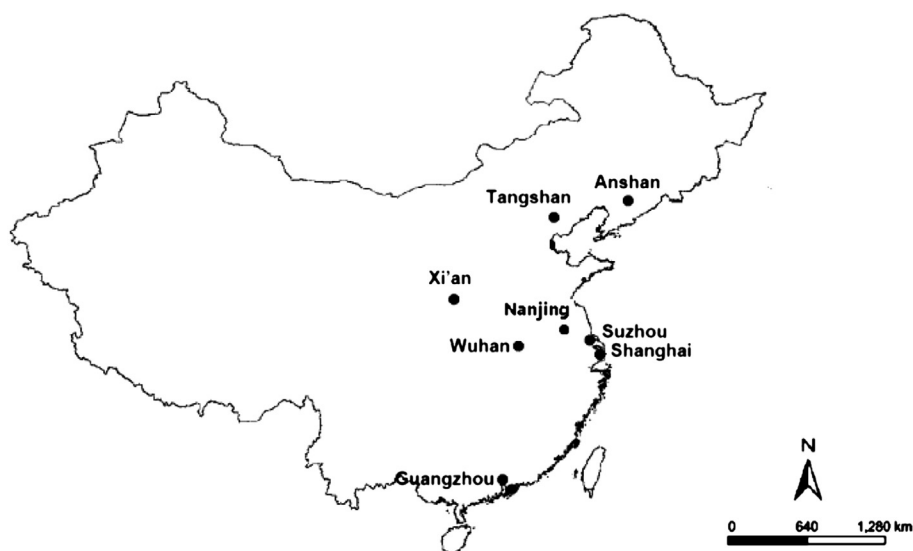 Anshan
Tangshan
Xi'an
Nanjing
Suzhou
Wuhan
Shanghai
Guangzhou
N
0 640 1,280 km